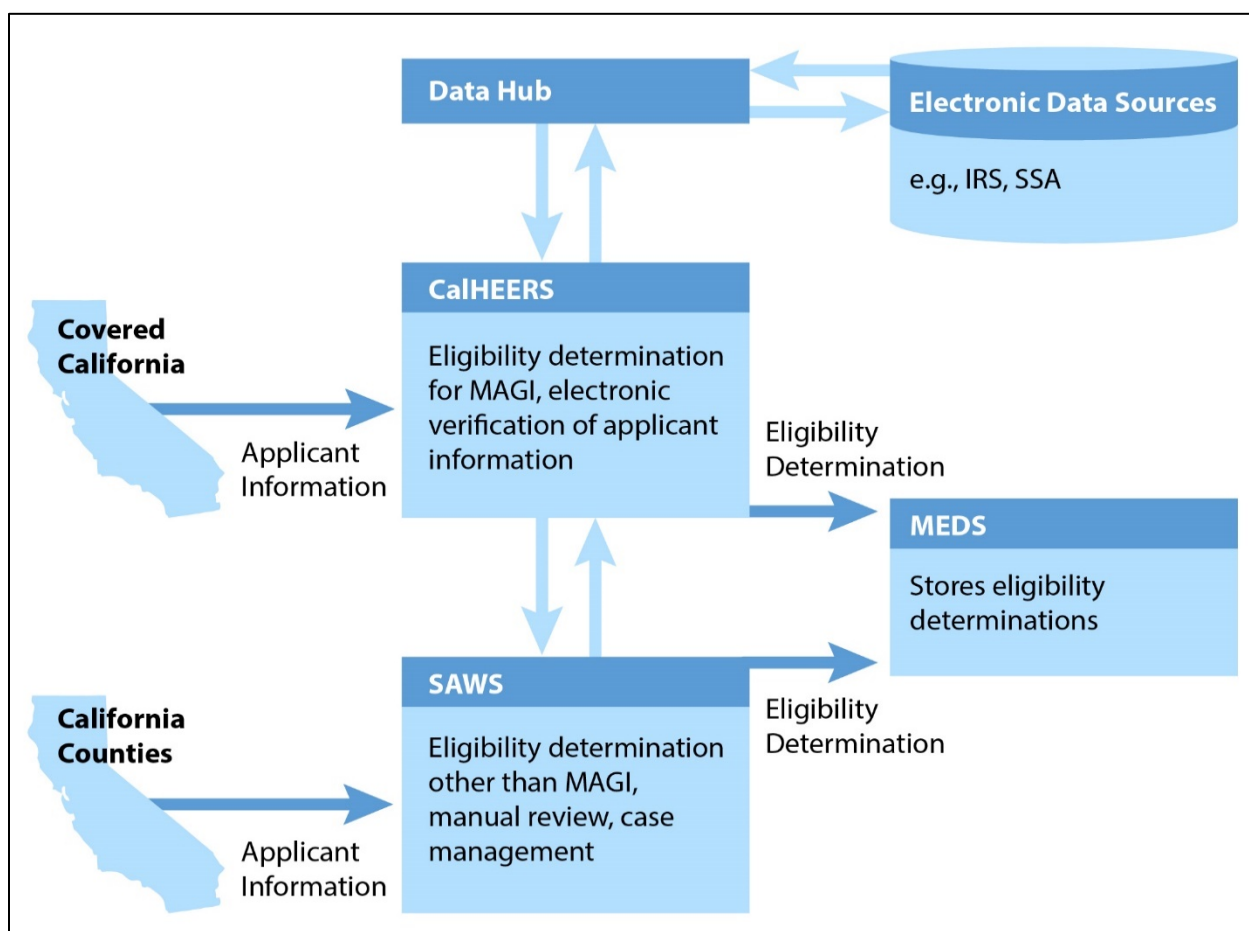 Data Hub
Electronic Data Sources
e.g., IRS, SSA
CalHEERS
Eligibility determination
for MAGI, electronic
verification of applicant
information
Covered
California
Applicant
Information
Eligibility
Determination
MEDS
Stores eligibility
determinations
SAWS
Eligibility determination
other than MAGI,
manual review, case
management
Eligibility
Determination
California
Counties
Applicant
Information